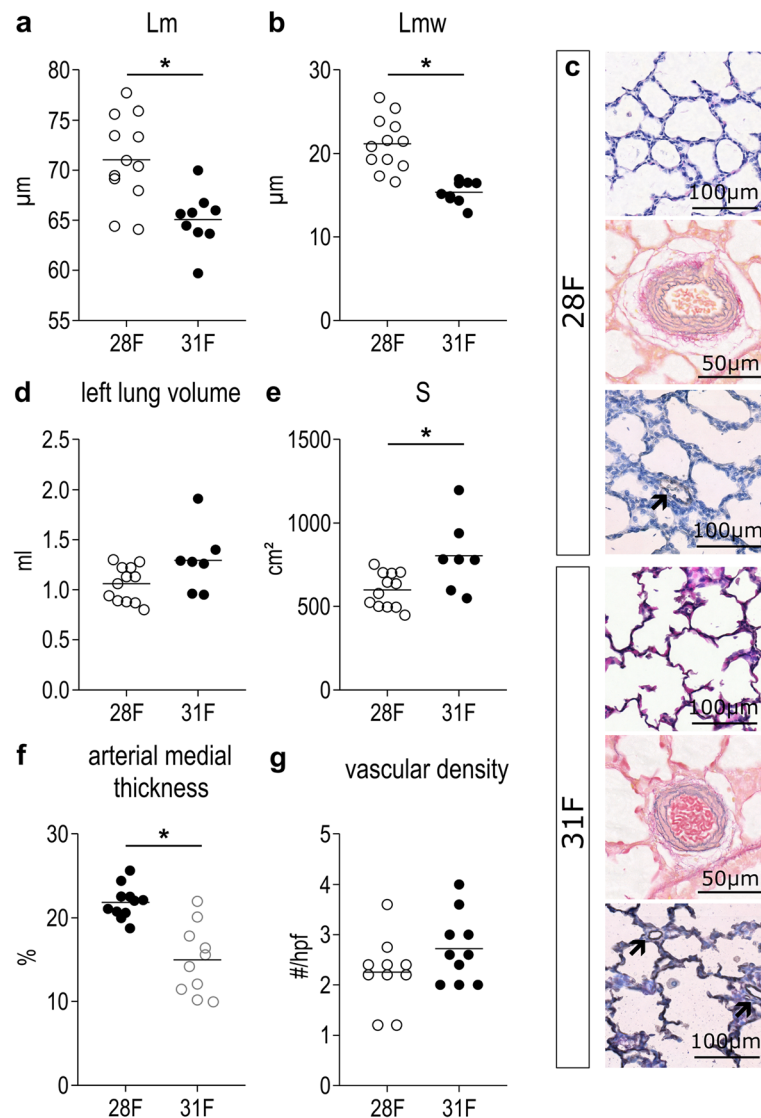 a
Lm
*
80
75
70
65
60
55
µm
28F
31F
b
Lmw
*
30
20
10
0
µm
28F
31F
c
28F
100µm
50µm
100µm
31F
100µm
50µm
100µm
d
left lung volume
2.5
2.0
1.5
1.0
0.5
0.0
ml
28F
31F
e
S
*
1500
1000
500
0
cm²
28F
31F
f
arterial medial
thickness
*
30
20
10
0
%
28F
31F
g
vascular density
5
4
3
2
1
0
#/hpf
28F
31F